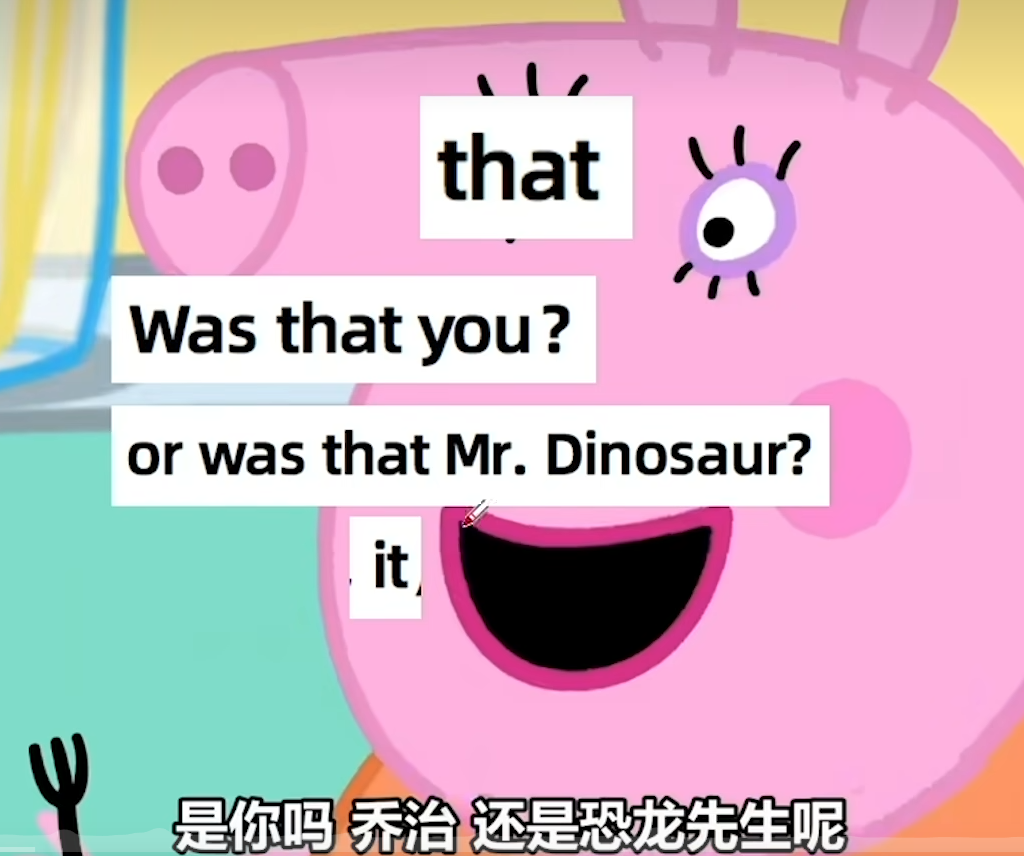 that
Was that you?
or was that Mr. Dinosaur?
it,
是你吗 乔治 还是恐龙先生呢